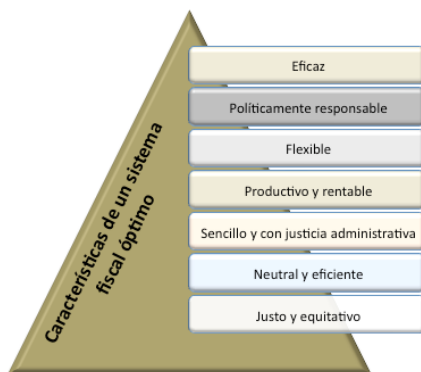 Características de un sistema
fiscal óptimo
Eficaz
Políticamente responsable
Flexible
Productivo y rentable
Sencillo y con justicia administrativa
Neutral y eficiente
Justo y equitativo